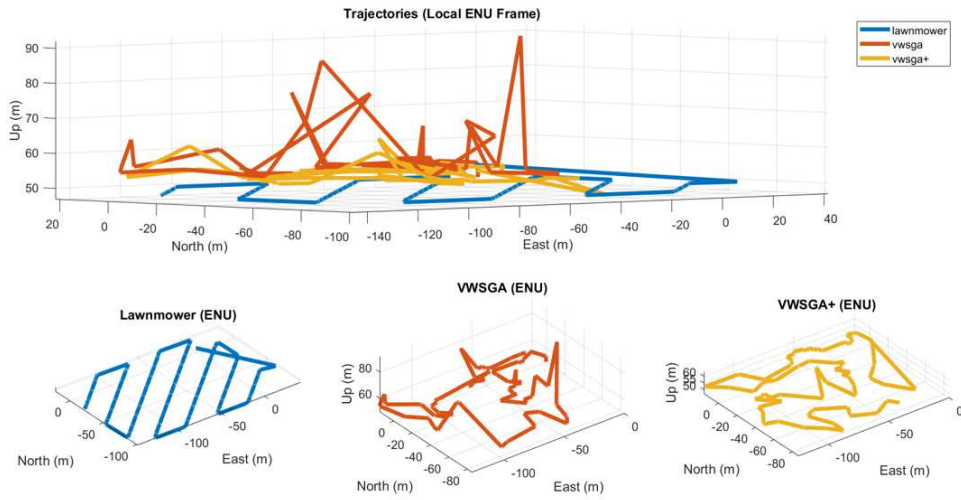 Trajectories (Local ENU Frame)
lawnmower
vwsga
vwsga+
90
80
70
60
50
Up (m)
20 0 -20 -40 -60 -80 -100 -140 -120 -100 -80 -60 -40 -20 0 20 40
North (m) East (m)
Lawnmower (ENU)
0
-50
-100
-100
-50
0
North (m) East (m)
VWSGA (ENU)
80
60
Up (m)
0
-20
-40
-60
-80
-100
-50
0
North (m) East (m)
VWSGA+ (ENU)
60
55
50
Up (m)
0
-20
-40
-60
-80
-100
-50
0
North (m) East (m)